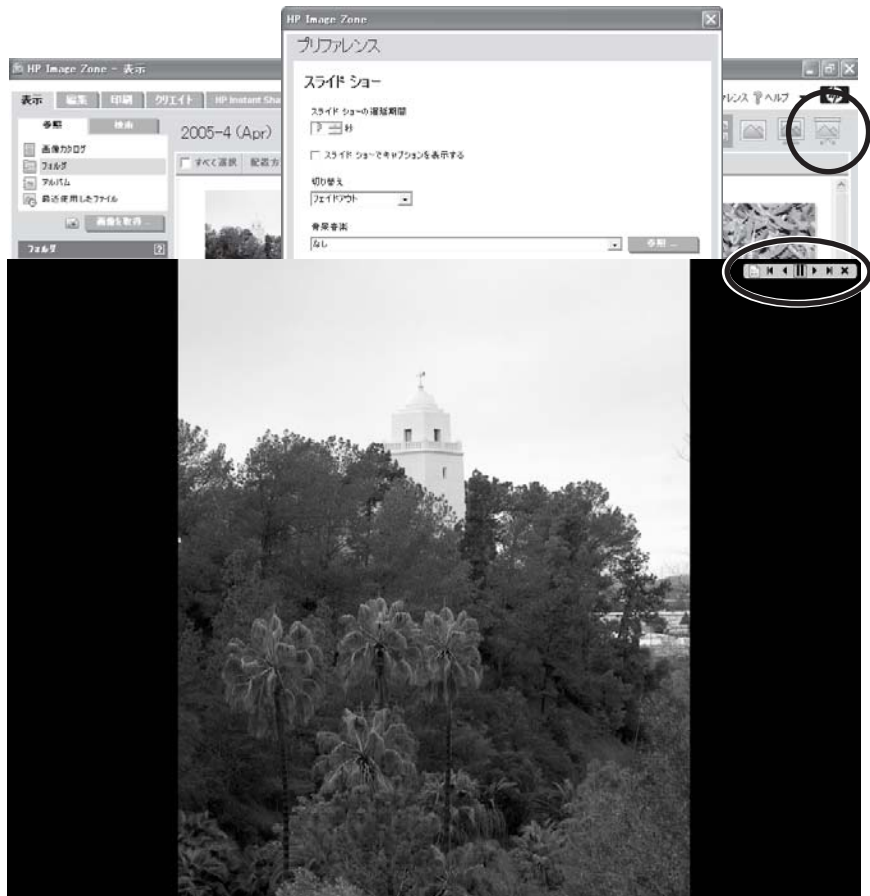 HP Image Zone
プリファレンス
スライド ショー
スライド ショーの遅延期間
秒
スライド ショーでキャプションを表示する
切り替え
フェイドアウト
背景音楽
なし
参照 ...
HP Image Zone - 表示
表示
編集
印刷
クリエイト
HP Instant Sha
ヘルプ
参照
検索
画像カタログ
フォルダ
アルバム
最近使用したファイル
画像を取得 ...
フォルダ
2005-4 (Apr)
すべて選択
配置方